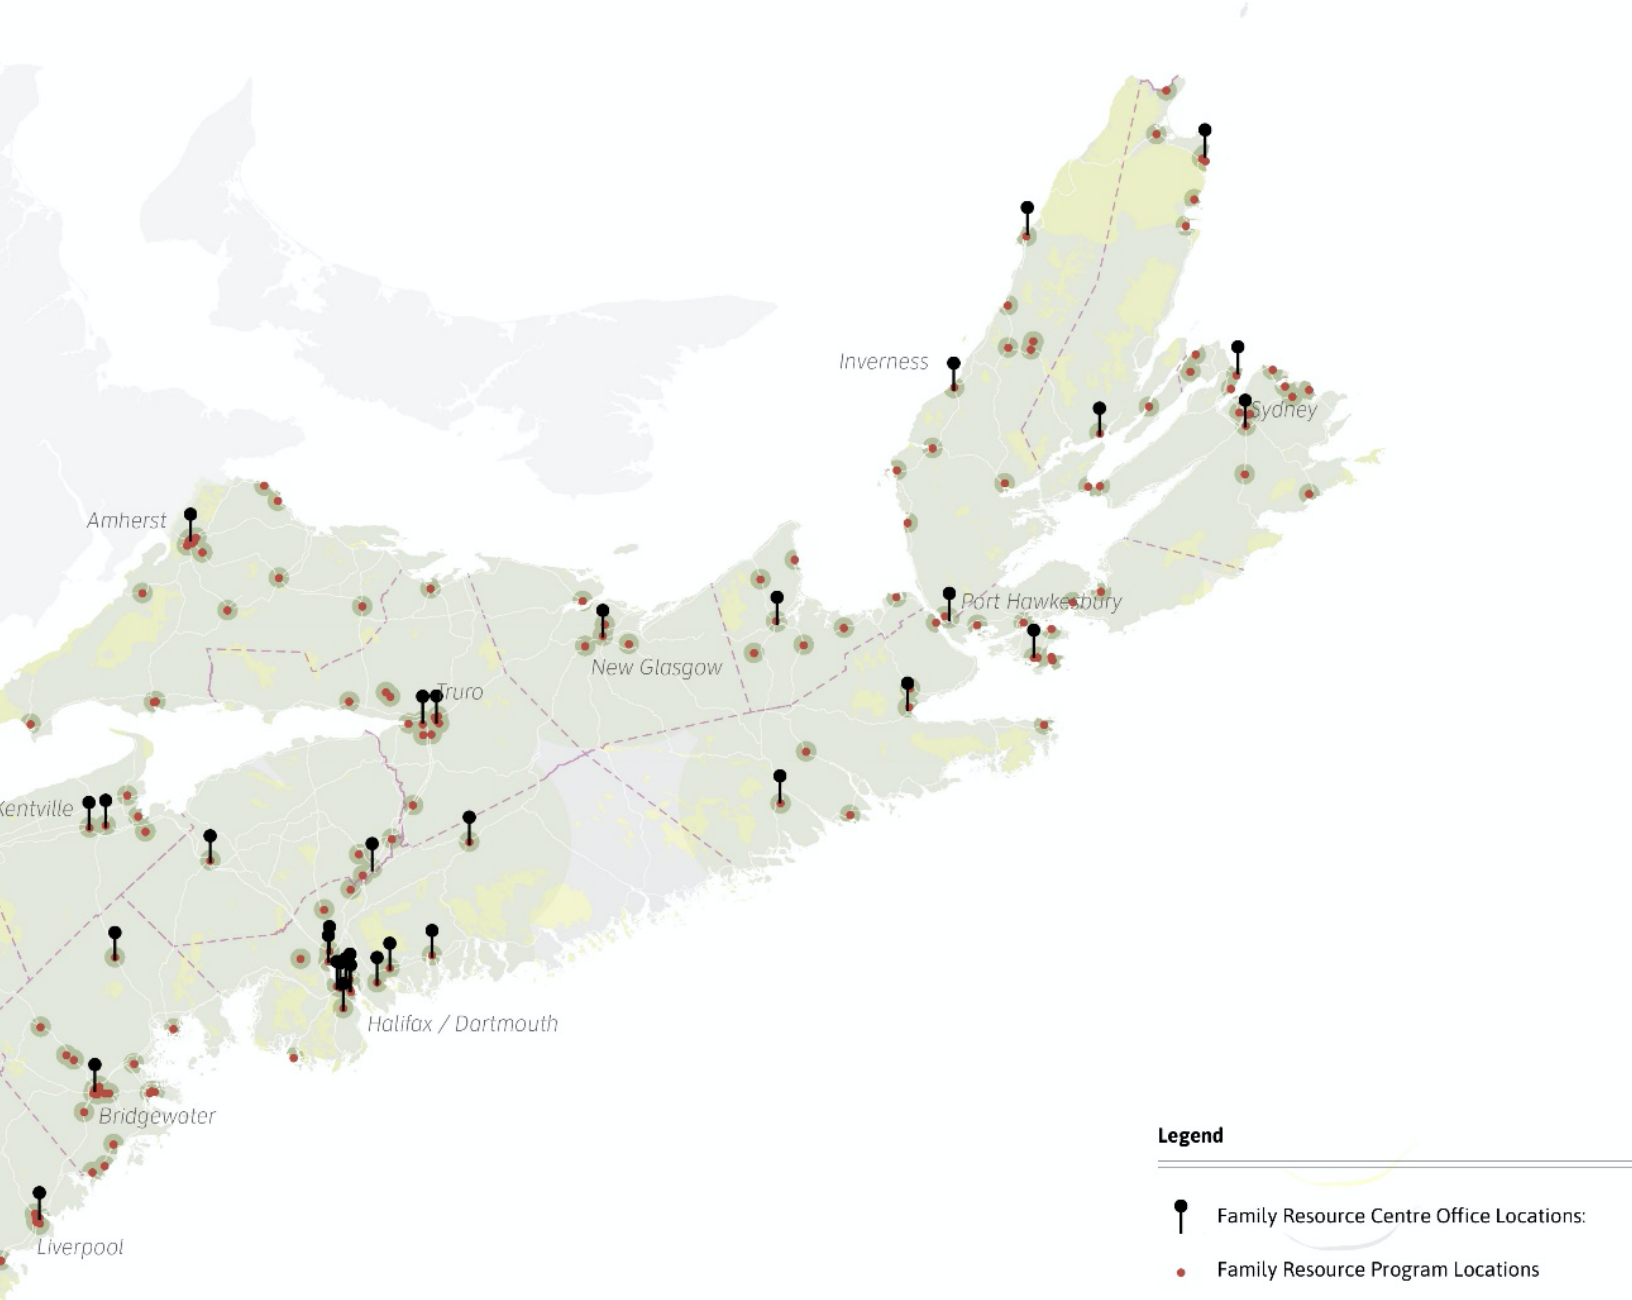 Inverness
Sydney
Amherst
Port Hawkesbury
New Glasgow
Truro
Kentville
Halifax / Dartmouth
Bridgewater
Liverpool
Legend
Family Resource Centre Office Locations:
Family Resource Program Locations